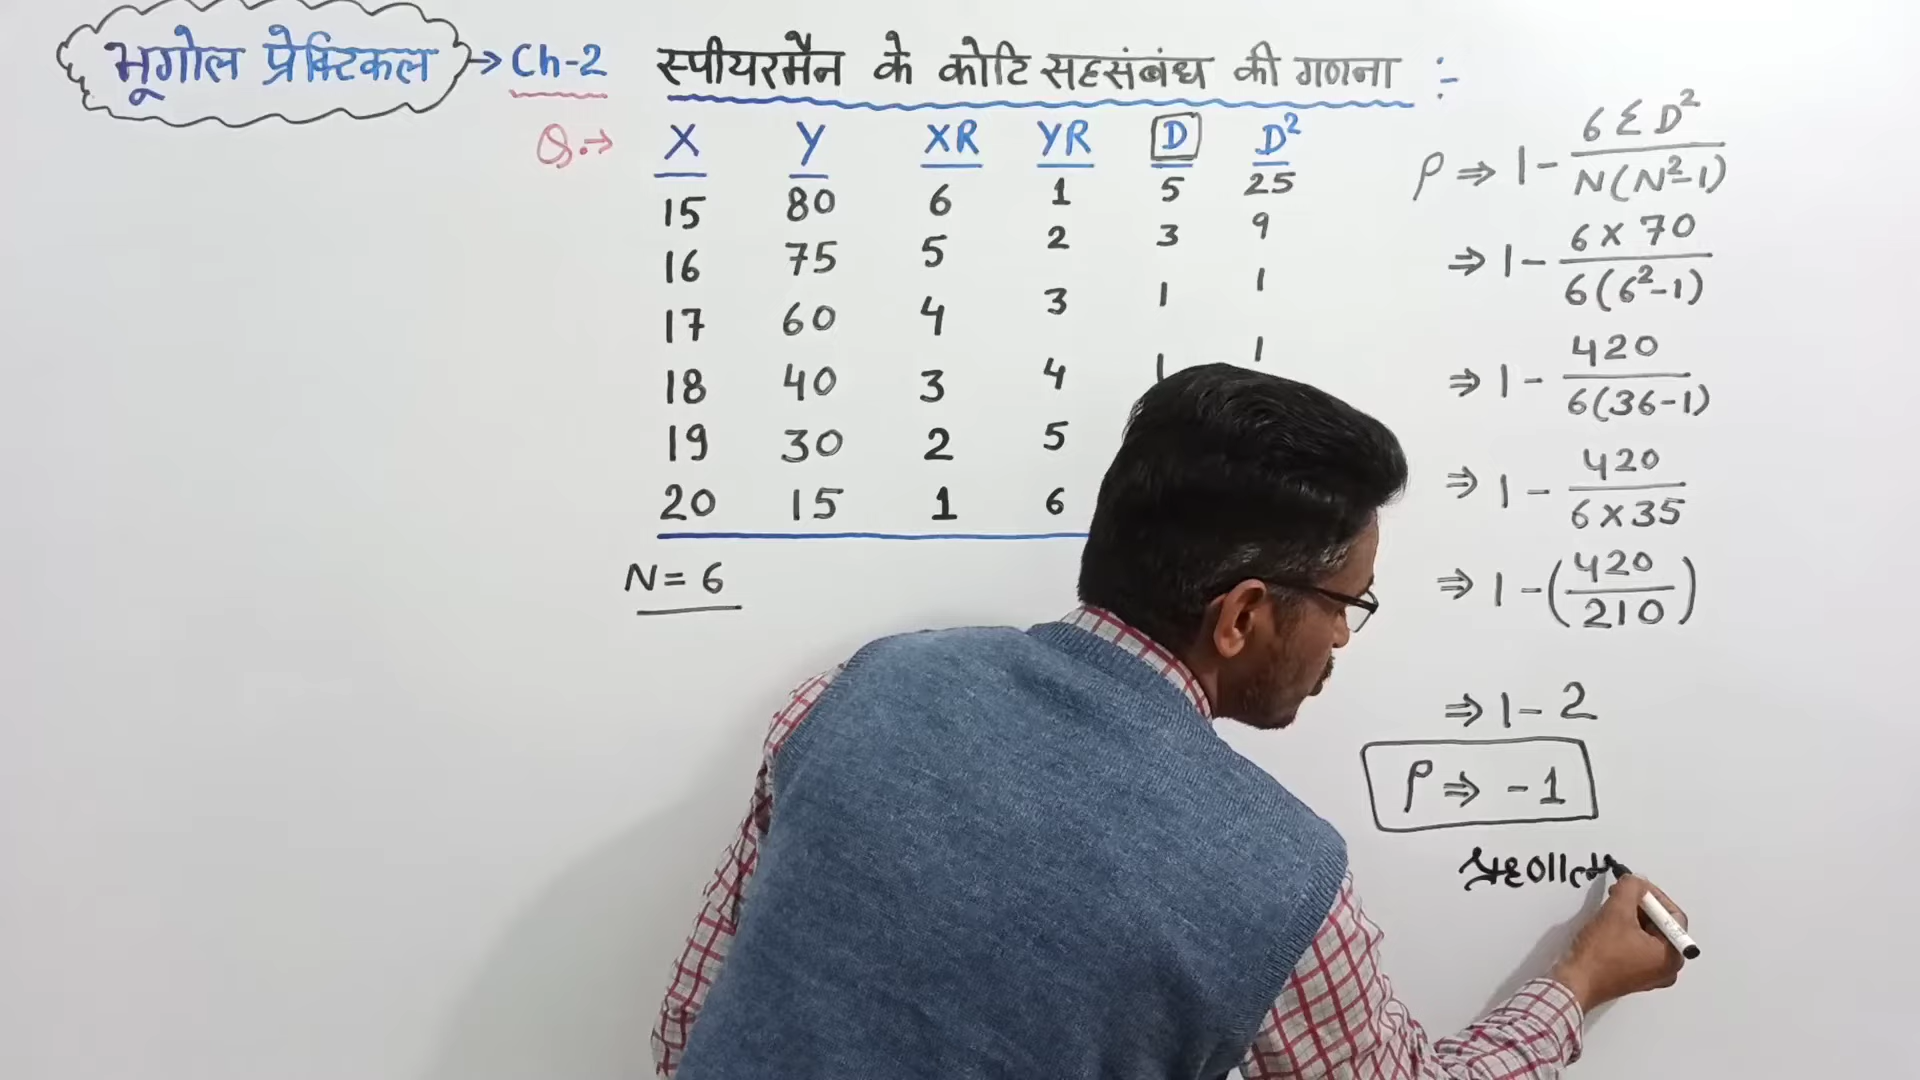 भूगोल प्रेक्टिकल → Ch-2 स्पीयरमैन के कोटि सहसंबंध की गणना :-
Q.→ X Y XR YR D D²
15 80 6 1 5 25
16 75 5 2 3 9
17 60 4 3 1 1
18 40 3 4 1 1
19 30 2 5
20 15 1 6
N = 6
ρ ⇒ 1 - 6ΣD² / N(N²-1)
⇒ 1 - 6 × 70 / 6(6²-1)
⇒ 1 - 420 / 6(36-1)
⇒ 1 - 420 / 6×35
⇒ 1 - (420 / 210)
⇒ 1 - 2
ρ ⇒ -1